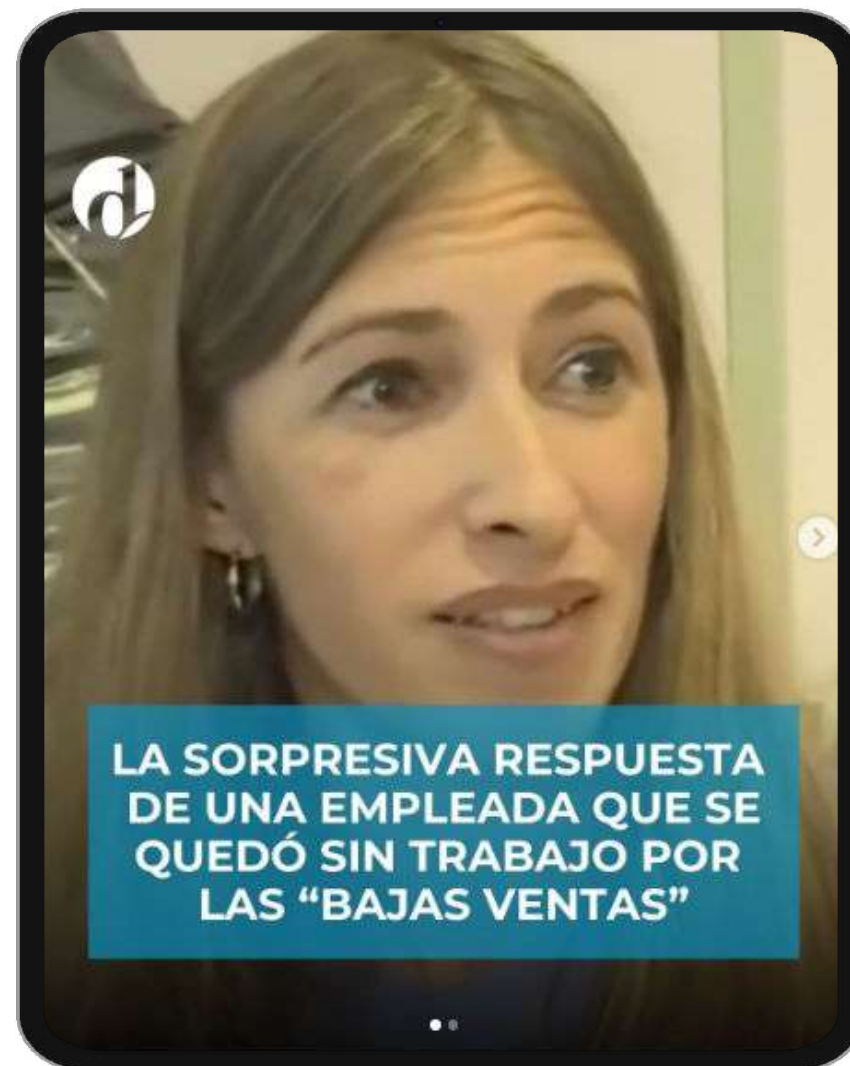 LA SORPRESIVA RESPUESTA
DE UNA EMPLEADA QUE SE
QUEDÓ SIN TRABAJO POR
LAS “BAJAS VENTAS”